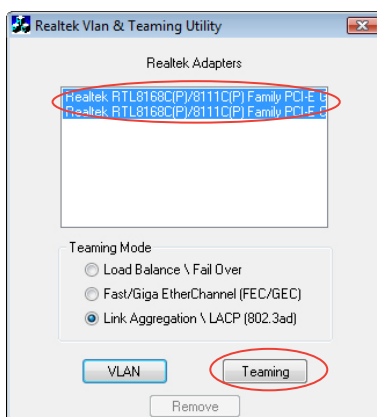 Realtek Vlan & Teaming Utility
Realtek Adapters
Realtek RTL8168C(P)/8111C(P) Family PCI-E
Realtek RTL8168C(P)/8111C(P) Family PCI-E
Teaming Mode
Load Balance \ Fail Over
Fast/Giga EtherChannel (FEC/GEC)
Link Aggregation \ LACP (802.3ad)
VLAN
Teaming
Remove